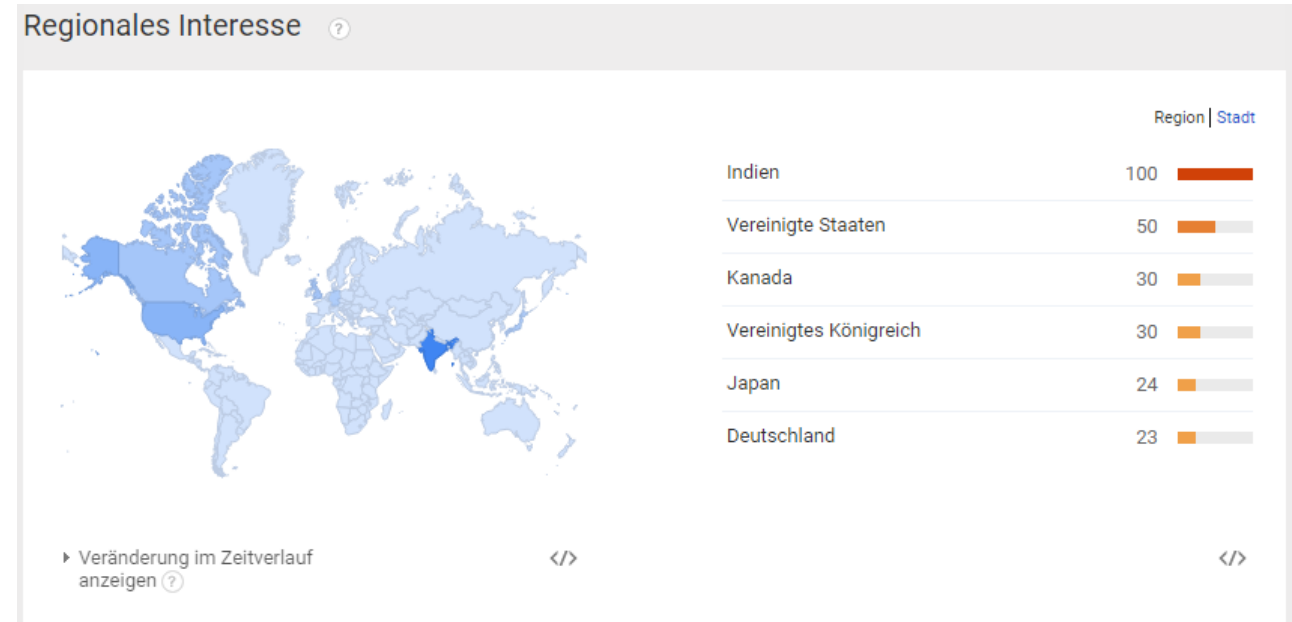 Regionales Interesse ?
Region | Stadt
Indien 100
Vereinigte Staaten 50
Kanada 30
Vereinigtes Königreich 30
Japan 24
Deutschland 23
Veränderung im Zeitverlauf
anzeigen ?
</> </>